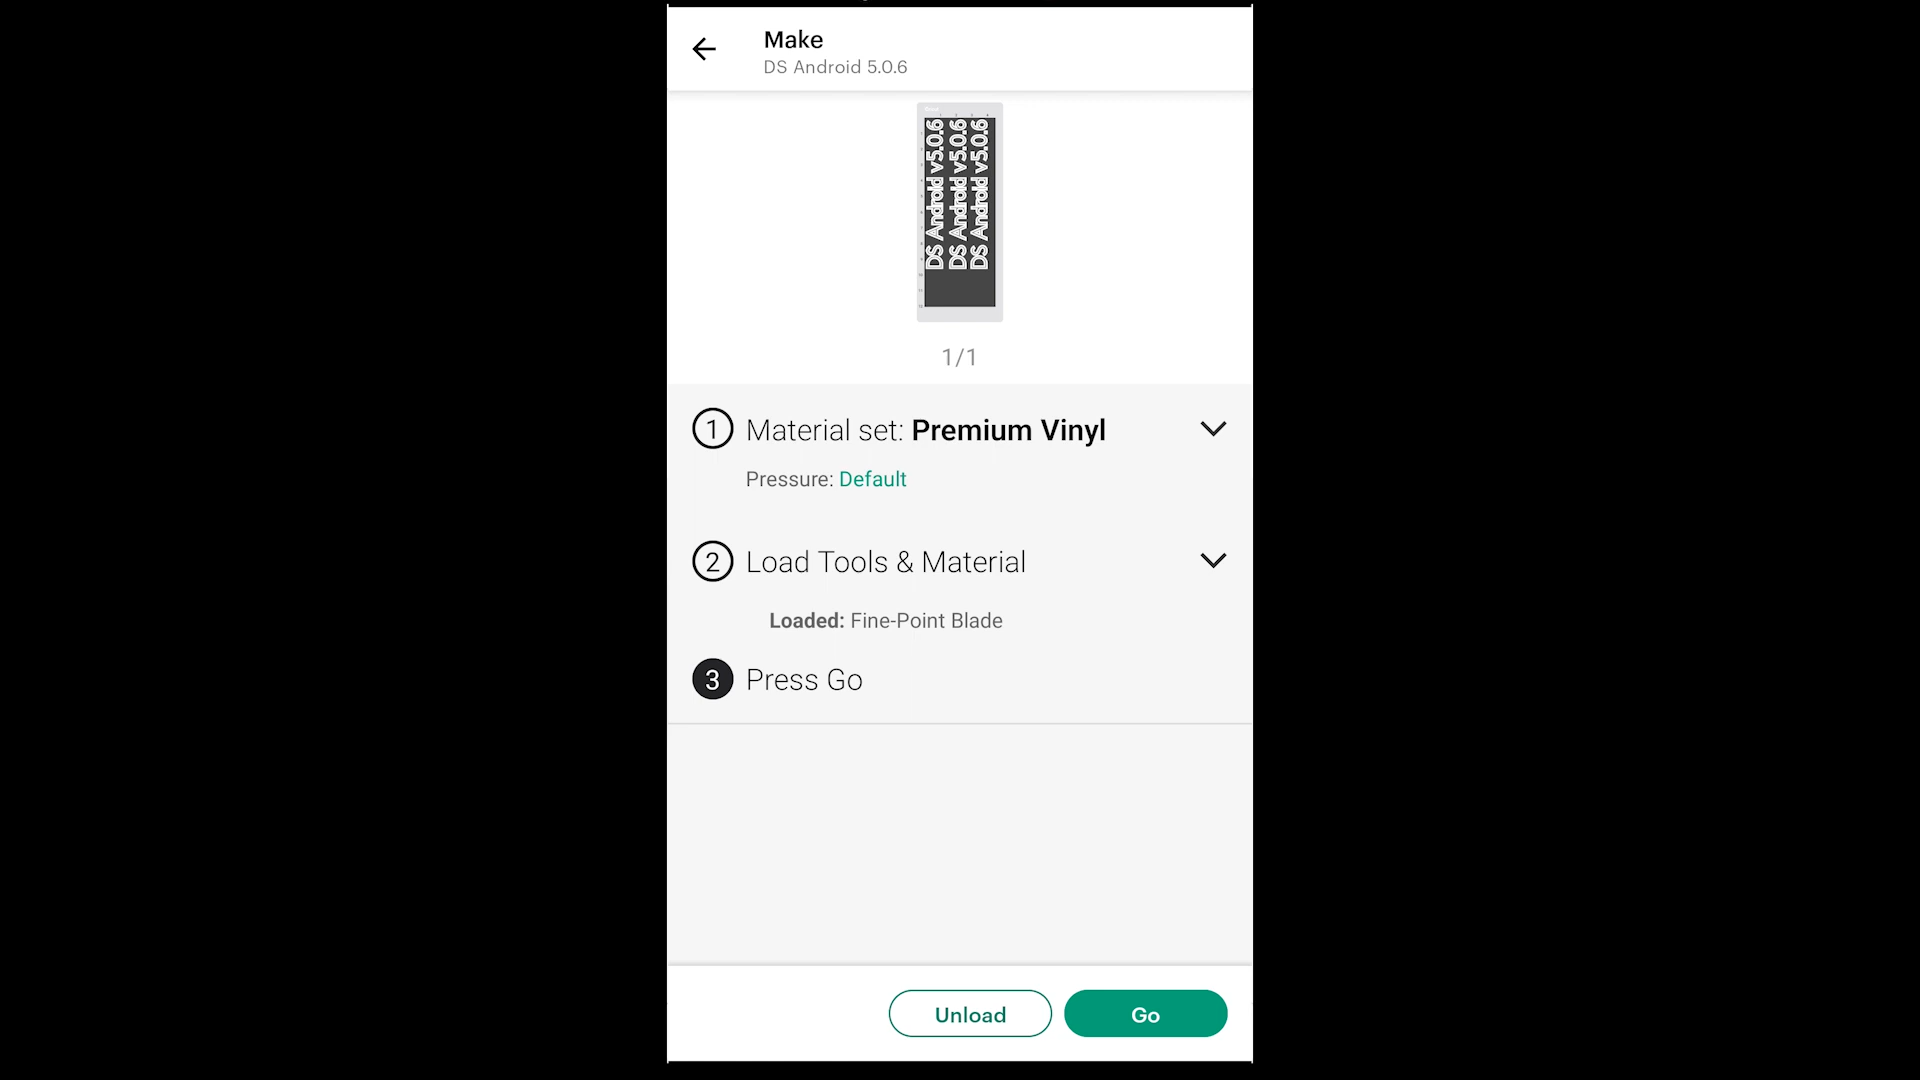 Make
DS Android 5.0.6
DS Android v5.0.6
DS Android v5.0.6
DS Android v5.0.6
1/1
1 Material set: Premium Vinyl
Pressure: Default
2 Load Tools & Material
Loaded: Fine-Point Blade
3 Press Go
Unload Go